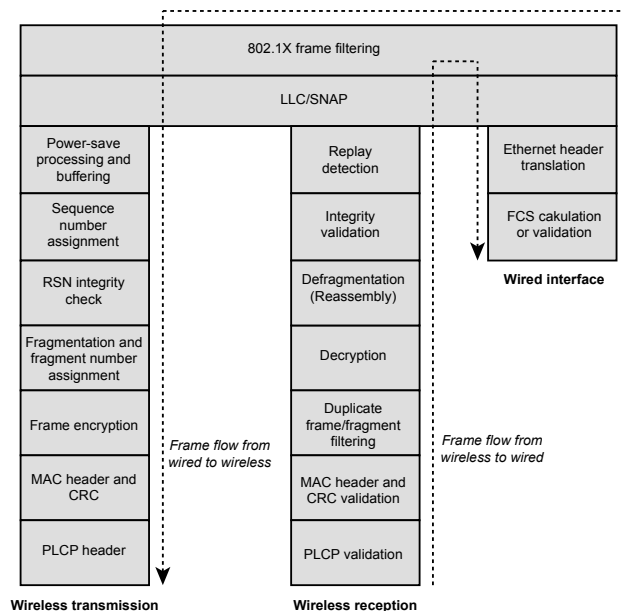 802.1X frame filtering
LLC/SNAP
Power-save
processing and
buffering
Sequence
number
assignment
RSN integrity
check
Fragmentation and
fragment number
assignment
Frame encryption
MAC header and
CRC
PLCP header
Wireless transmission
Frame flow from
wired to wireless
Replay
detection
Integrity
validation
Defragmentation
(Reassembly)
Decryption
Duplicate
frame/fragment
filtering
MAC header and
CRC validation
PLCP validation
Wireless reception
Frame flow from
wireless to wired
Ethernet header
translation
FCS cakulation
or validation
Wired interface